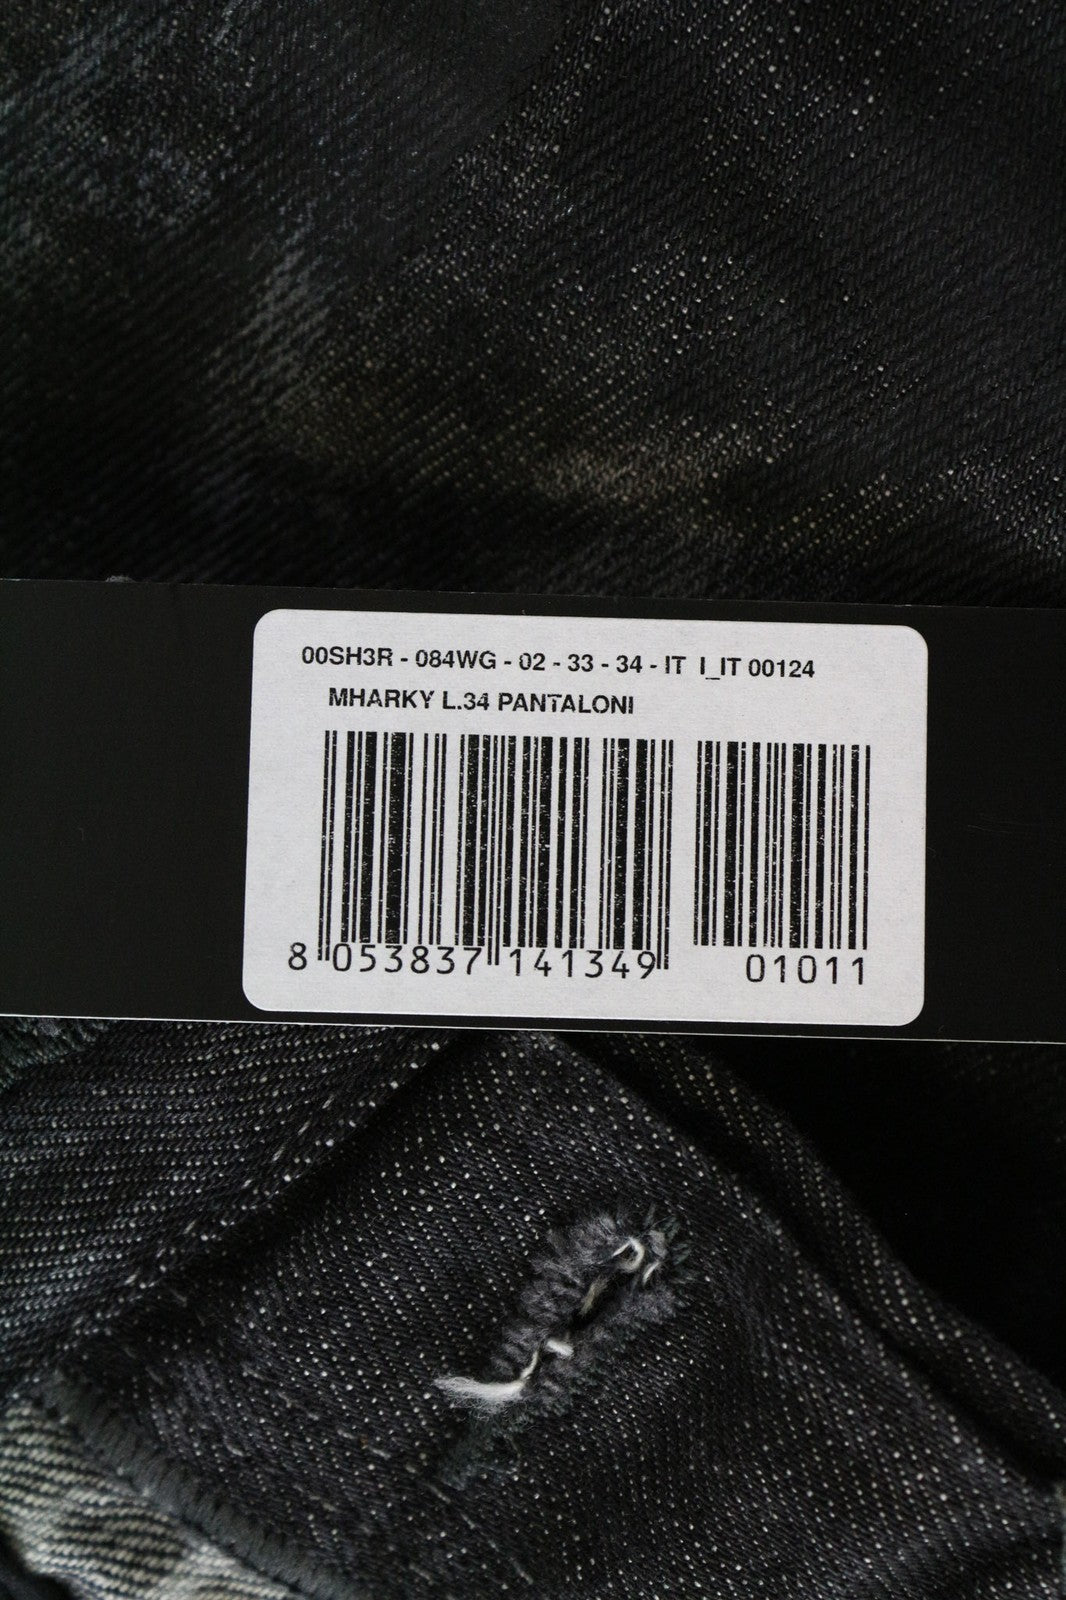 00SH3R - 084WG - 02 - 33 - 34 - IT I_IT 00124
MHARKY L.34 PANTALONI
8 053837 141349 01011